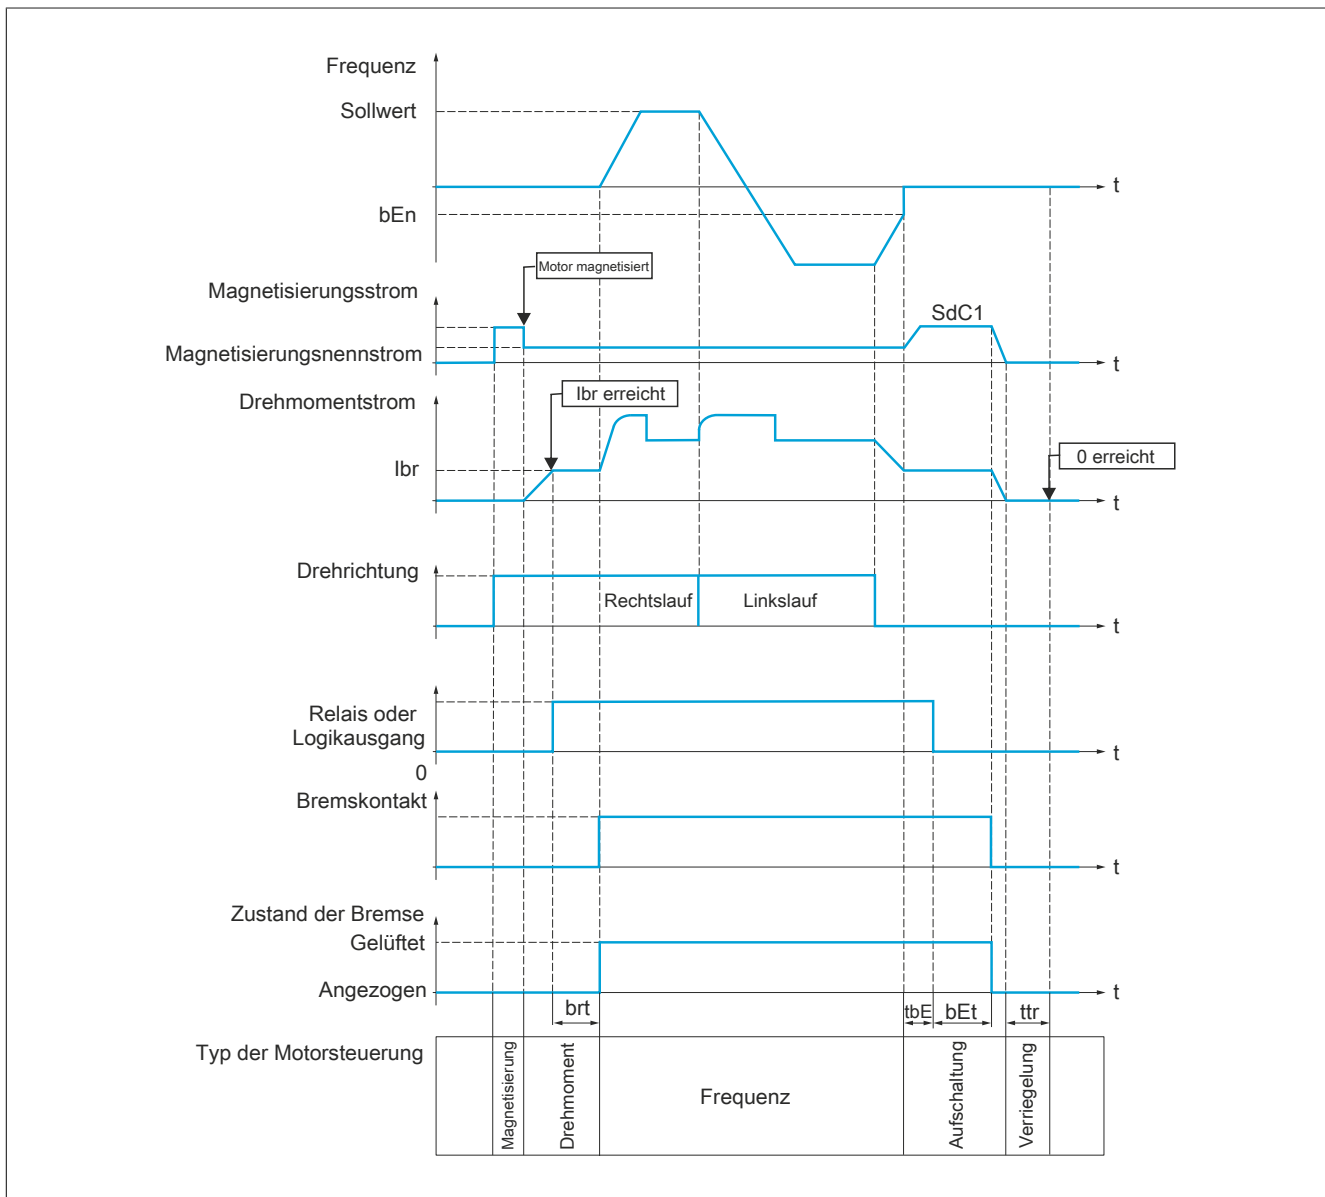 Frequenz
Sollwert
t
bEn
Motor magnetisiert
Magnetisierungsstrom
SdC1
Magnetisierungsnennstrom
t
Drehmomentstrom
Ibr erreicht
Ibr
0 erreicht
t
Drehrichtung
Rechtslauf
Linkslauf
t
Relais oder
Logikausgang
t
0
Bremskontakt
t
Zustand der Bremse
Gelüftet
Angezogen
t
brt
tbE
bEt
ttr
Typ der Motorsteuerung
Magnetisierung
Drehmoment
Frequenz
Aufschaltung
Verriegelung